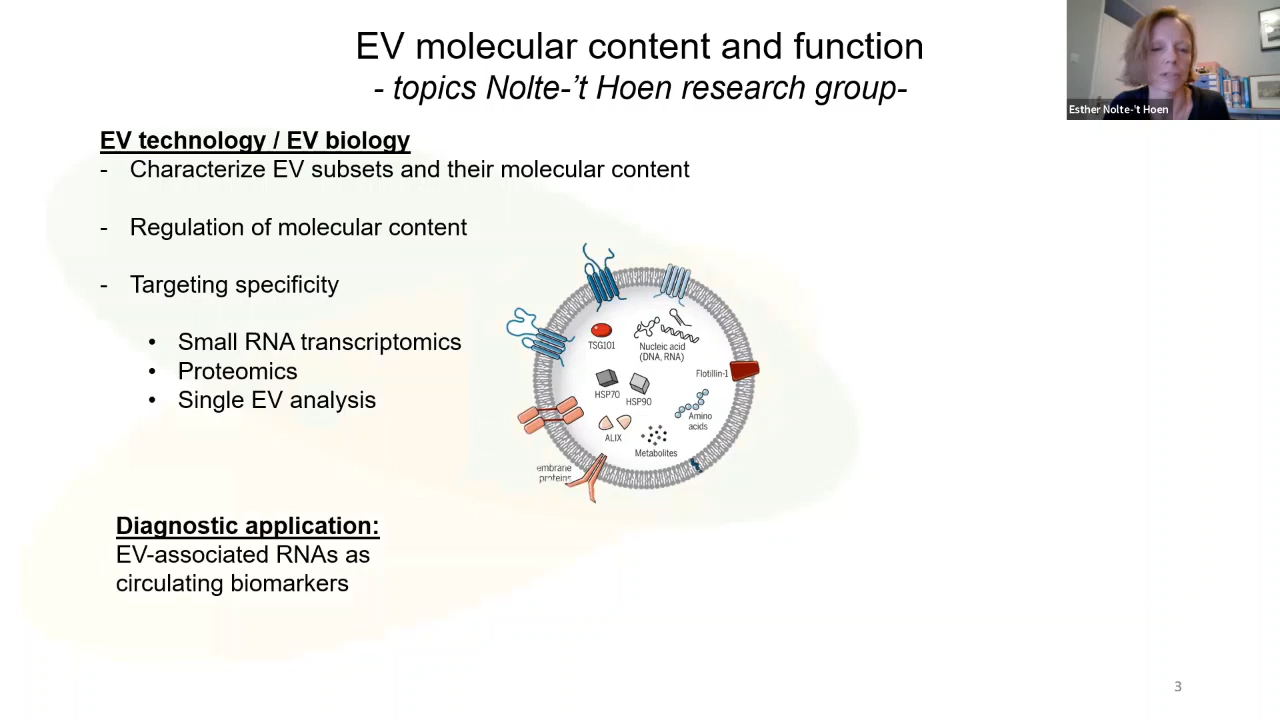 EV molecular content and function
- topics Nolte-’t Hoen research group-
Esther Nolte-'t Hoen
EV technology / EV biology
- Characterize EV subsets and their molecular content
- Regulation of molecular content
- Targeting specificity
• Small RNA transcriptomics
• Proteomics
• Single EV analysis
TSG101
Nucleic acid
(DNA, RNA)
Flotillin-1
HSP70
HSP90
Amino
acids
ALIX
Metabolites
embrane
proteins
Diagnostic application:
EV-associated RNAs as
circulating biomarkers
3